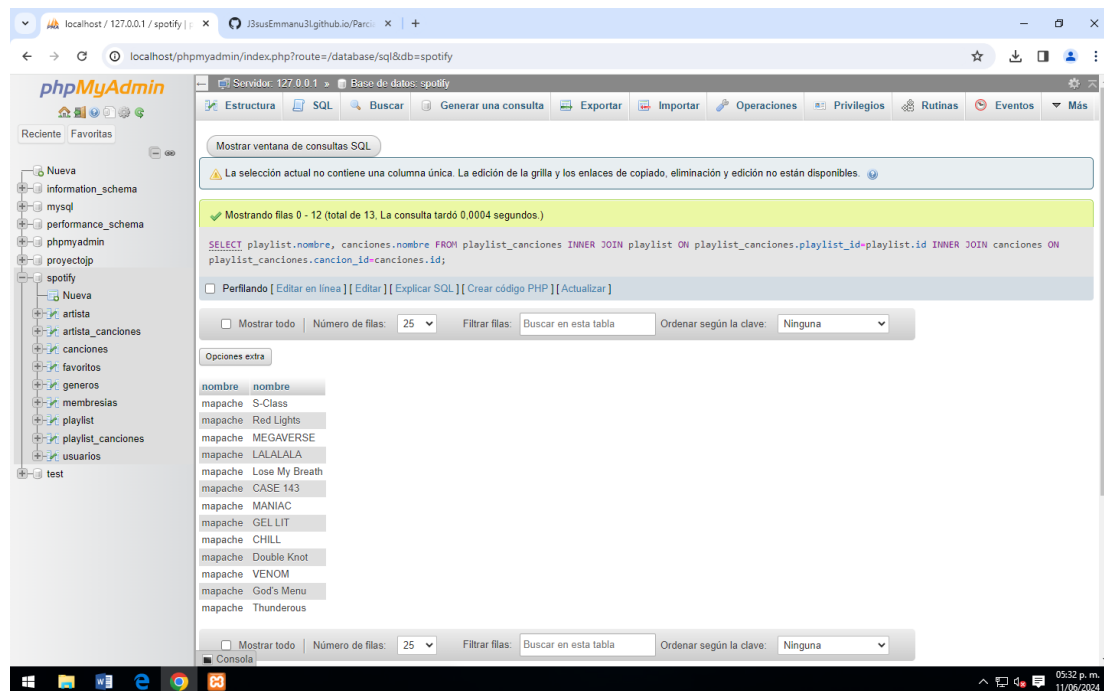 localhost / 127.0.0.1 / spotify | p
J3susEmmanu3l.github.io/Parcia
localhost/phpmyadmin/index.php?route=/database/sql&db=spotify
phpMyAdmin
Reciente Favoritas
Nueva
information_schema
mysql
performance_schema
phpmyadmin
proyectojp
spotify
Nueva
artista
artista_canciones
canciones
favoritos
generos
membresias
playlist
playlist_canciones
usuarios
test
Servidor: 127.0.0.1 » Base de datos: spotify
Estructura SQL Buscar Generar una consulta Exportar Importar Operaciones Privilegios Rutinas Eventos Más
Mostrar ventana de consultas SQL
La selección actual no contiene una columna única. La edición de la grilla y los enlaces de copiado, eliminación y edición no están disponibles.
Mostrando filas 0 - 12 (total de 13, La consulta tardó 0,0004 segundos.)
SELECT playlist.nombre, canciones.nombre FROM playlist_canciones INNER JOIN playlist ON playlist_canciones.playlist_id=playlist.id INNER JOIN canciones ON
playlist_canciones.cancion_id=canciones.id;
Perfilando [ Editar en línea ] [ Editar ] [ Explicar SQL ] [ Crear código PHP ] [ Actualizar ]
Mostrar todo | Número de filas: 25 Filtrar filas: Buscar en esta tabla Ordenar según la clave: Ninguna
Opciones extra
nombre nombre
mapache S-Class
mapache Red Lights
mapache MEGAVERSE
mapache LALALALA
mapache Lose My Breath
mapache CASE 143
mapache MANIAC
mapache GEL LIT
mapache CHILL
mapache Double Knot
mapache VENOM
mapache God's Menu
mapache Thunderous
Mostrar todo | Número de filas: 25 Filtrar filas: Buscar en esta tabla Ordenar según la clave: Ninguna
Consola
05:32 p. m.
11/06/2024